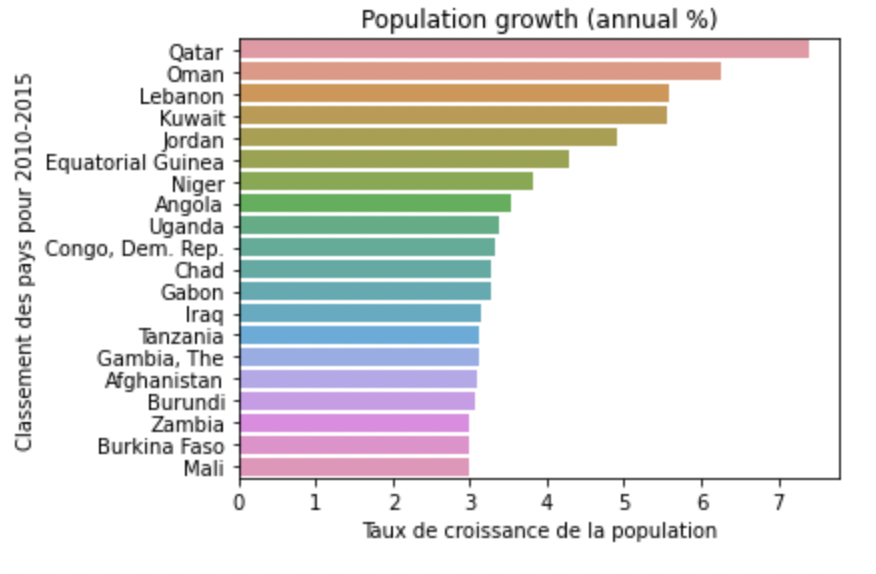 Population growth (annual %)
Classement des pays pour 2010-2015
Qatar
Oman
Lebanon
Kuwait
Jordan
Equatorial Guinea
Niger
Angola
Uganda
Congo, Dem. Rep.
Chad
Gabon
Iraq
Tanzania
Gambia, The
Afghanistan
Burundi
Zambia
Burkina Faso
Mali
0 1 2 3 4 5 6 7
Taux de croissance de la population